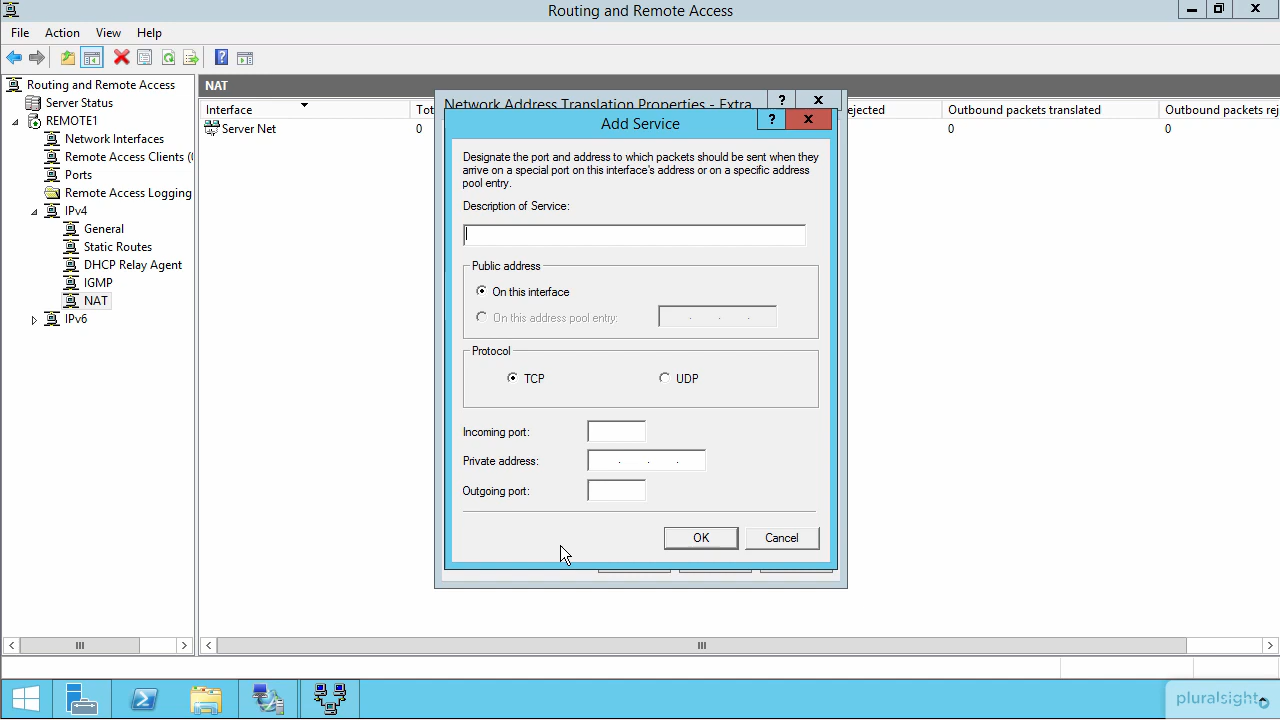 Routing and Remote Access
File Action View Help
Routing and Remote Access
Server Status
REMOTE1
Network Interfaces
Remote Access Clients (
Ports
Remote Access Logging
IPv4
General
Static Routes
DHCP Relay Agent
IGMP
NAT
IPv6
NAT
Interface Tot ejected Outbound packets translated Outbound packets rej
Server Net 0 0 0
Network Address Translation Properties - Extra
Add Service
Designate the port and address to which packets should be sent when they
arrive on a special port on this interface's address or on a specific address
pool entry.
Description of Service:
Public address
On this interface
On this address pool entry:
Protocol
TCP UDP
Incoming port:
Private address:
Outgoing port:
OK Cancel
pluralsight